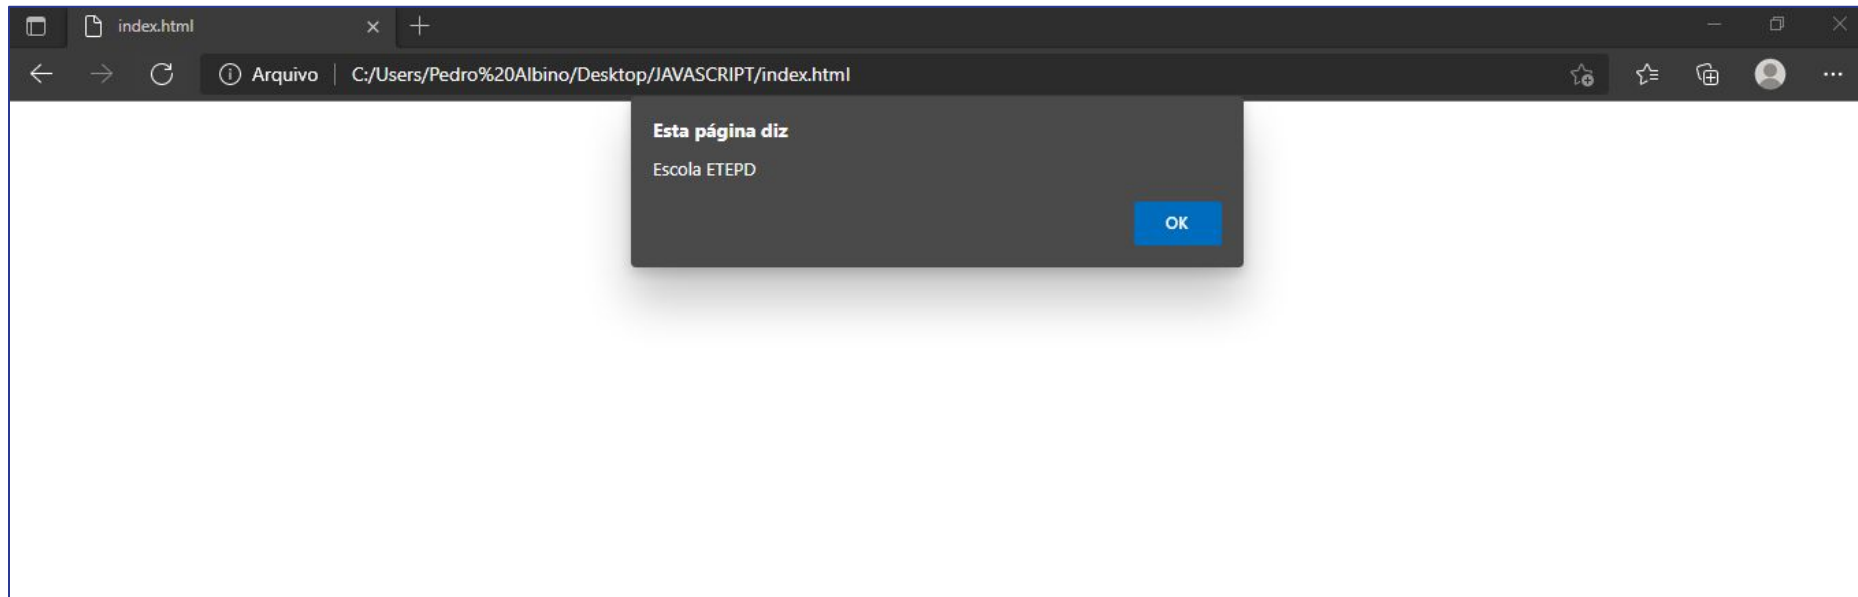 index.html
Arquivo | C:/Users/Pedro%20Albino/Desktop/JAVASCRIPT/index.html
Esta página diz
Escola ETEPD
OK